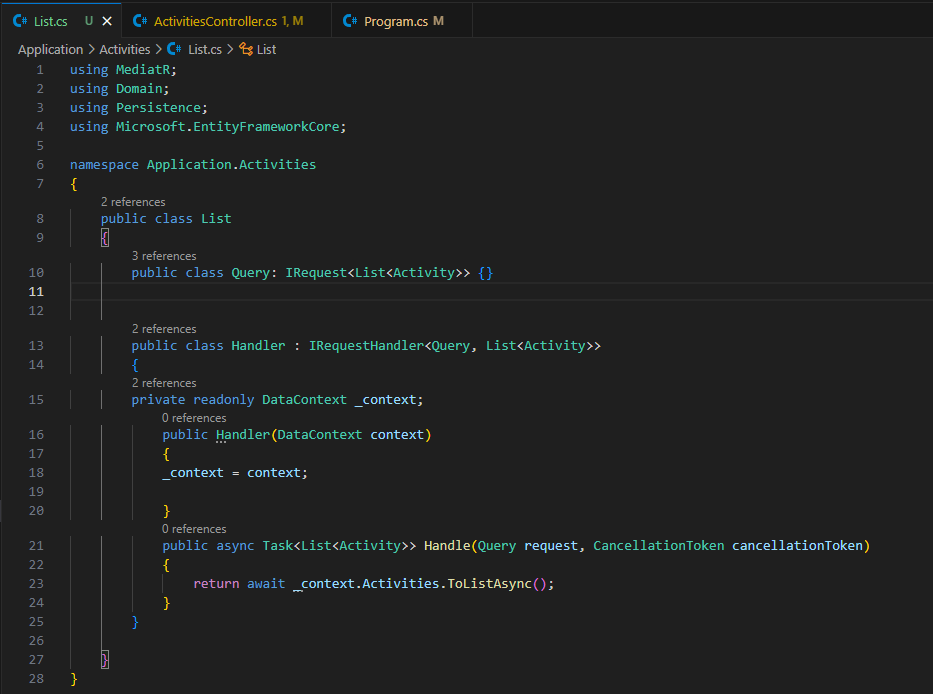 C# List.cs U × C# ActivitiesController.cs 1, M C# Program.cs M
Application > Activities > C# List.cs > List
1 using MediatR;
2 using Domain;
3 using Persistence;
4 using Microsoft.EntityFrameworkCore;
5
6 namespace Application.Activities
7 {
2 references
8 public class List
9 {
3 references
10 public class Query: IRequest<List<Activity>> {}
11
12
2 references
13 public class Handler : IRequestHandler<Query, List<Activity>>
14 {
2 references
15 private readonly DataContext _context;
0 references
16 public Handler(DataContext context)
17 {
18 _context = context;
19
20 }
0 references
21 public async Task<List<Activity>> Handle(Query request, CancellationToken cancellationToken)
22 {
23 return await _context.Activities.ToListAsync();
24 }
25 }
26
27 }
28 }